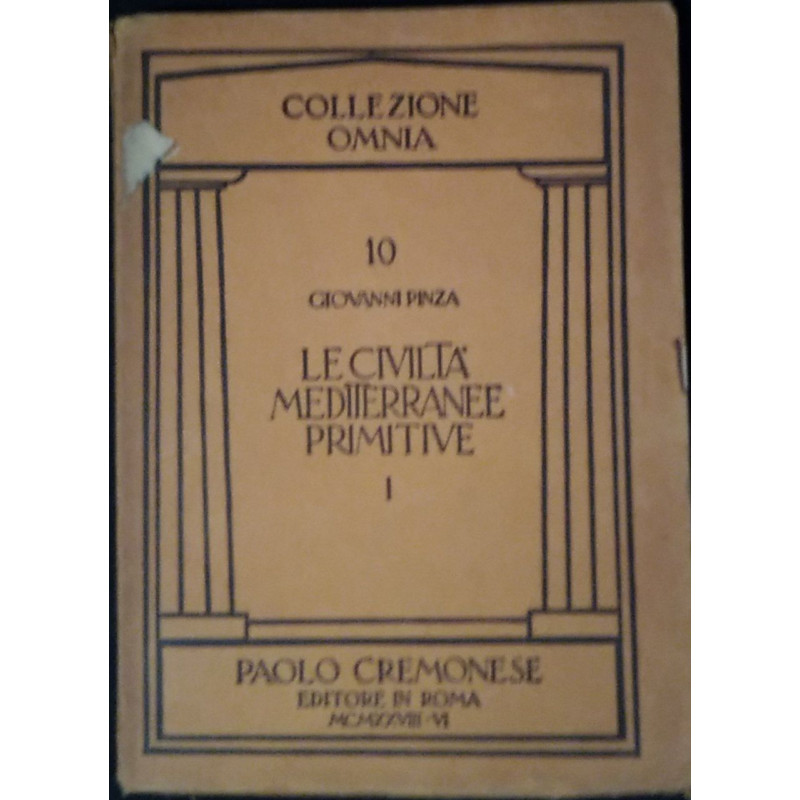 COLLEZIONE
OMNIA
10
GIOVANNI PINZA
LE CIVILTÀ
MEDITERRANEE
PRIMITIVE
I
PAOLO CREMONESE
EDITORE IN ROMA
MCMXXVIII-VI